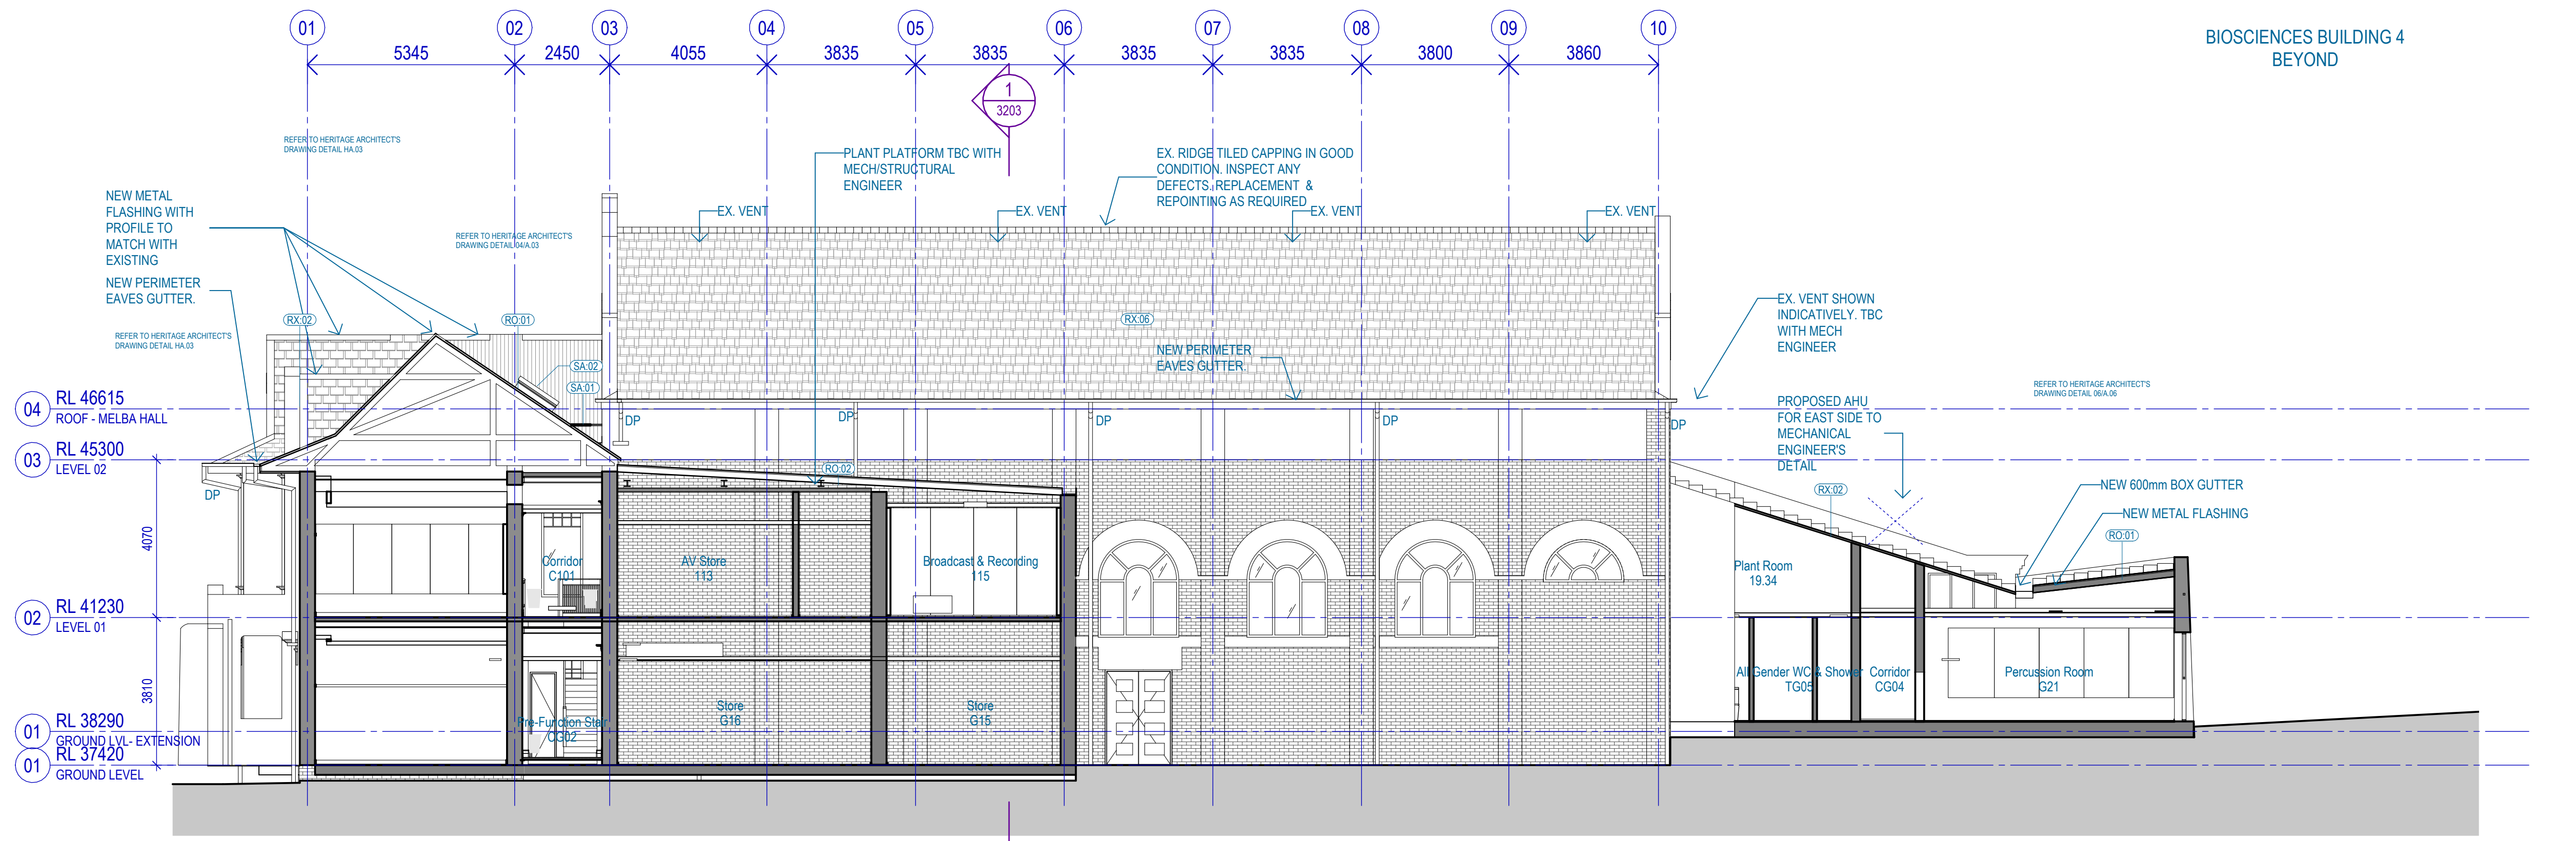 01 02 03 04 05 06 07 08 09 10
5345 2450 4055 3835 3835 3835 3835 3800 3860
BIOSCIENCES BUILDING 4
BEYOND
1
3203
REFER TO HERITAGE ARCHITECT'S
DRAWING DETAIL HA.03
PLANT PLATFORM TBC WITH
MECH/STRUCTURAL
ENGINEER
EX. RIDGE TILED CAPPING IN GOOD
CONDITION. INSPECT ANY
DEFECTS. REPLACEMENT &
REPOINTING AS REQUIRED
NEW METAL
FLASHING WITH
PROFILE TO
MATCH WITH
EXISTING
EX. VENT
EX. VENT
EX. VENT
EX. VENT
REFER TO HERITAGE ARCHITECT'S
DRAWING DETAIL 04/A.03
NEW PERIMETER
EAVES GUTTER.
REFER TO HERITAGE ARCHITECT'S
DRAWING DETAIL HA.03
RX:02
RO:01
RX:06
SA:02
SA:01
NEW PERIMETER
EAVES GUTTER.
EX. VENT SHOWN
INDICATIVELY. TBC
WITH MECH
ENGINEER
REFER TO HERITAGE ARCHITECT'S
DRAWING DETAIL 06/A.06
PROPOSED AHU
FOR EAST SIDE TO
MECHANICAL
ENGINEER'S
DETAIL
04
RL 46615
ROOF - MELBA HALL
DP
DP
DP
DP
DP
03
RL 45300
LEVEL 02
RO:02
DP
RX:02
NEW 600mm BOX GUTTER
NEW METAL FLASHING
RO:01
4070
Corridor
C101
AV Store
113
Broadcast & Recording
115
Plant Room
19.34
02
RL 41230
LEVEL 01
3810
All Gender WC & Shower
TG05
Corridor
CG04
Percussion Room
G21
Pre-Function Stair
CG02
Store
G16
Store
G15
01
RL 38290
GROUND LVL- EXTENSION
01
RL 37420
GROUND LEVEL